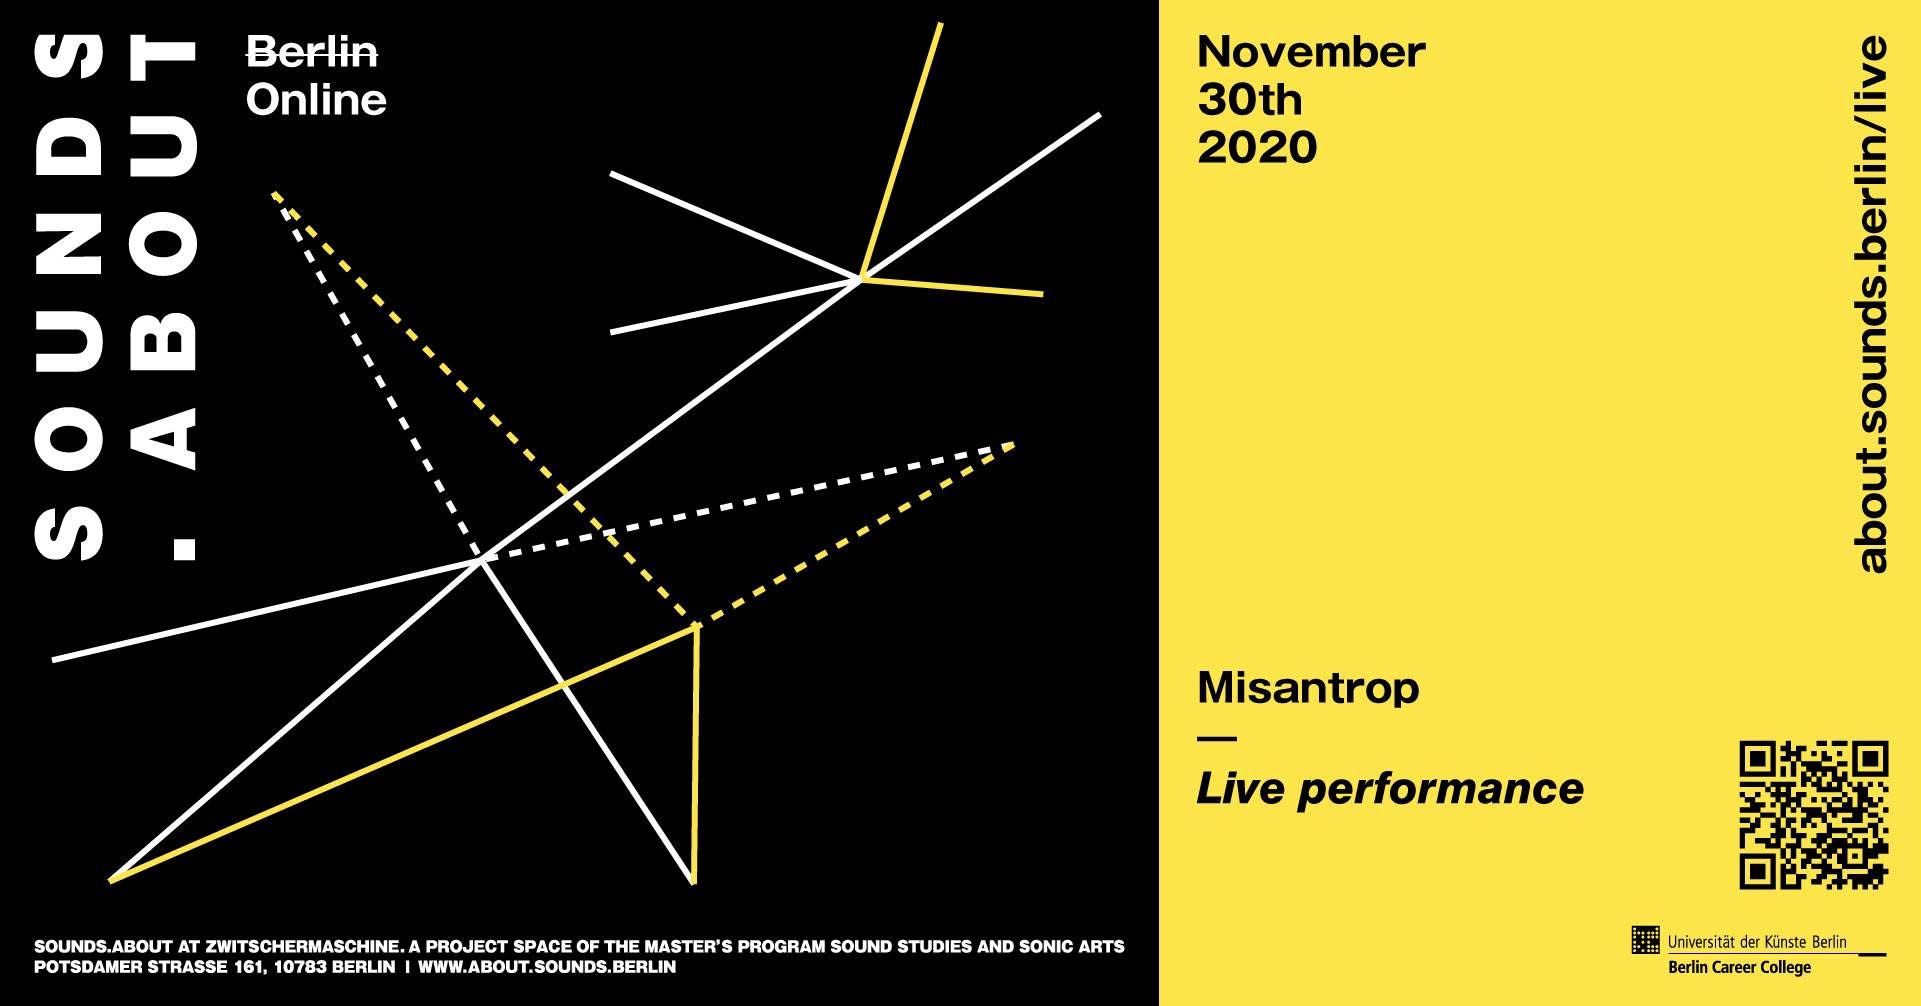 SOUNDS
.ABOUT
Berlin
Online
November
30th
2020
about.sounds.berlin/live
Misantrop
—
Live performance
SOUNDS.ABOUT AT ZWITSCHERMASCHINE. A PROJECT SPACE OF THE MASTER'S PROGRAM SOUND STUDIES AND SONIC ARTS
POTSDAMER STRASSE 161, 10783 BERLIN | WWW.ABOUT.SOUNDS.BERLIN
Universität der Künste Berlin
Berlin Career College